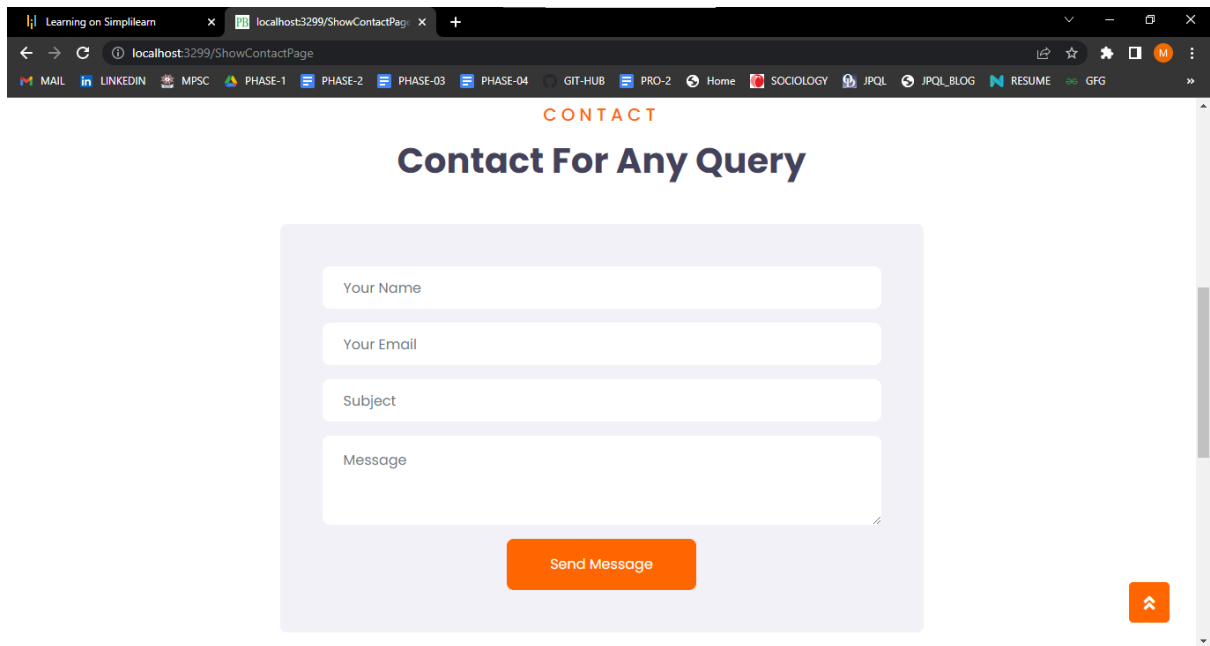 Learning on Simplilearn
PB localhost:3299/ShowContactPage
localhost:3299/ShowContactPage
M
MAIL in LINKEDIN MPSC PHASE-1 PHASE-2 PHASE-03 PHASE-04 GIT-HUB PRO-2 Home SOCIOLOGY JPQL JPQL_BLOG RESUME GFG »
CONTACT
Contact For Any Query
Your Name
Your Email
Subject
Message
Send Message